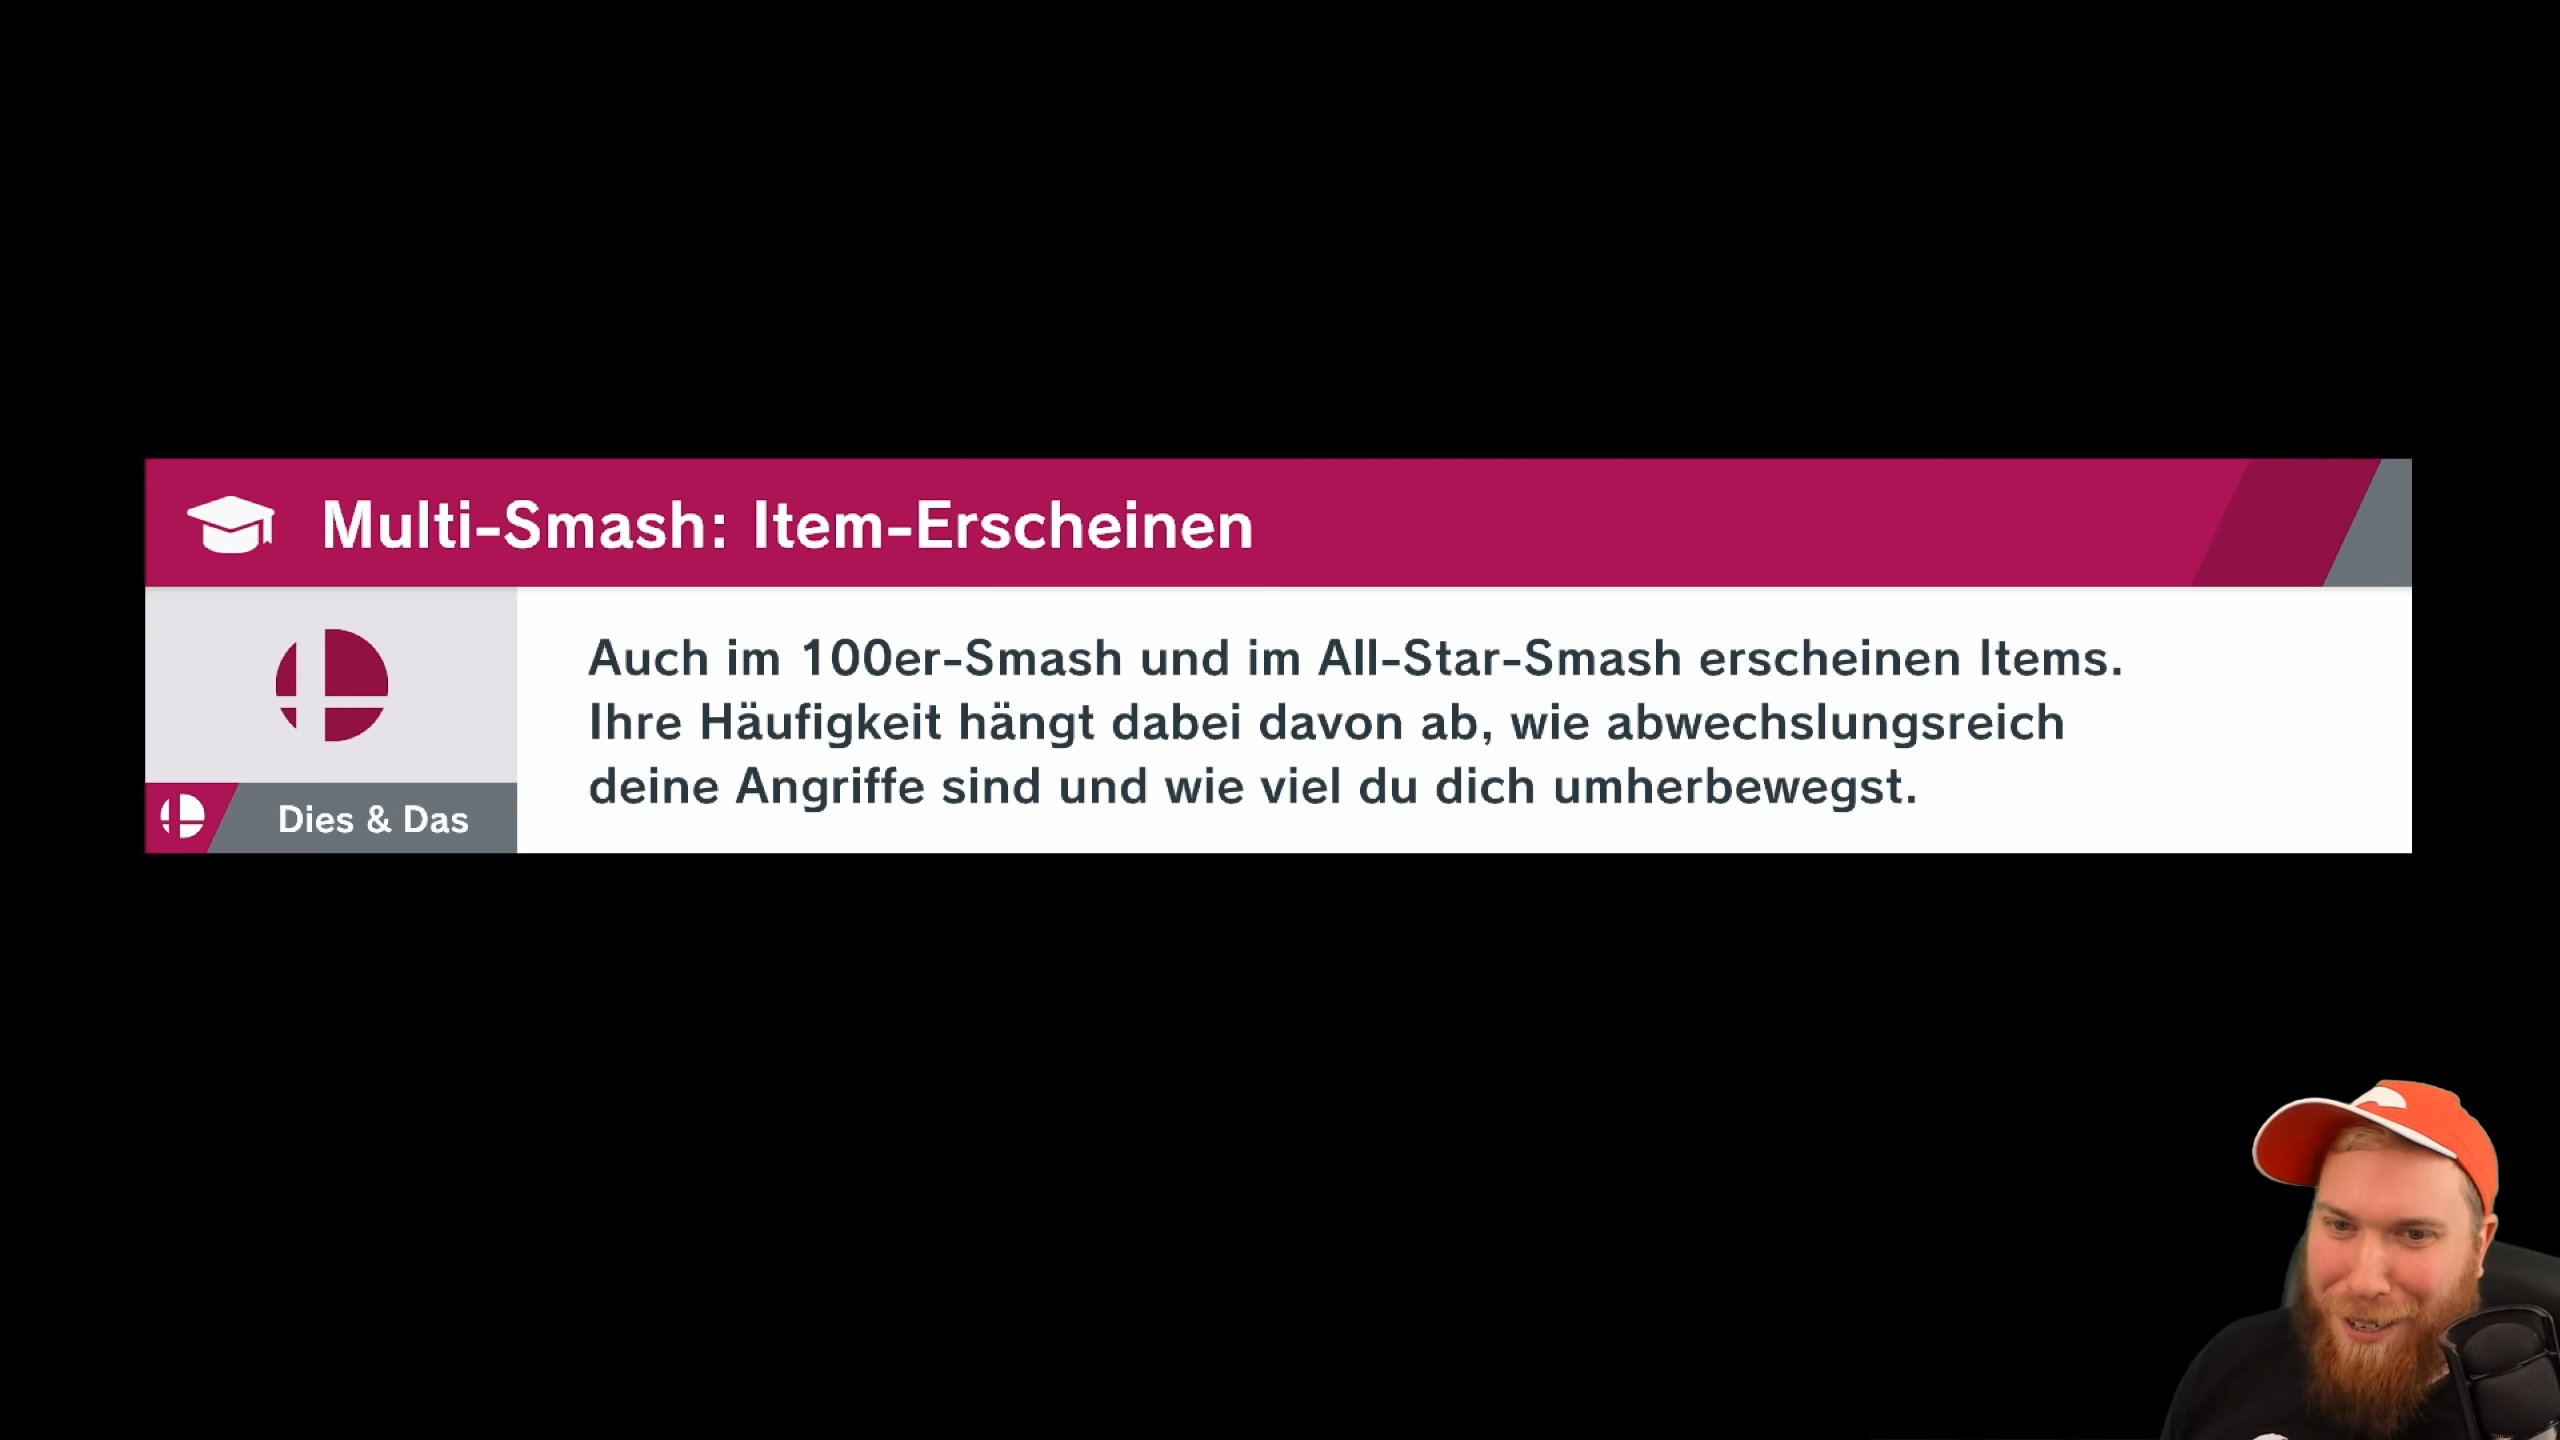 Multi-Smash: Item-Erscheinen
Auch im 100er-Smash und im All-Star-Smash erscheinen Items.
Ihre Häufigkeit hängt dabei davon ab, wie abwechslungsreich
deine Angriffe sind und wie viel du dich umherbewegst.
Dies & Das